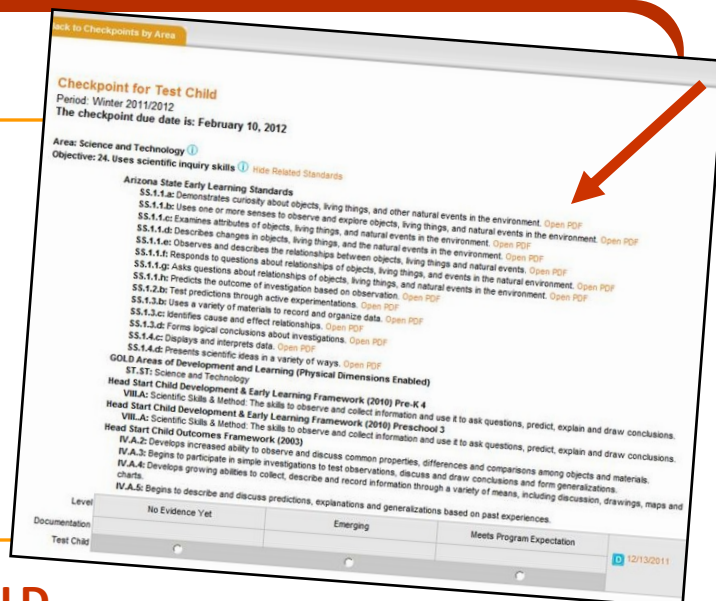 Back to Checkpoints by Area
Checkpoint for Test Child
Period: Winter 2011/2012
The checkpoint due date is: February 10, 2012
Area: Science and Technology
Objective: 24. Uses scientific inquiry skills Hide Related Standards
Arizona State Early Learning Standards
SS.1.1.a: Demonstrates curiosity about objects, living things, and other natural events in the environment. Open PDF
SS.1.1.b: Uses one or more senses to observe and explore objects, living things, and natural events in the environment. Open PDF
SS.1.1.c: Examines attributes of objects, living things, and natural events in the environment. Open PDF
SS.1.1.d: Describes changes in objects, living things, and the natural events in the environment. Open PDF
SS.1.1.e: Observes and describes the relationships between objects, living things and natural events. Open PDF
SS.1.1.f: Responds to questions about relationships of objects, living things, and events in the natural environment. Open PDF
SS.1.1.g: Asks questions about relationships of objects, living things, and natural events in the environment. Open PDF
SS.1.1.h: Predicts the outcome of investigation based on observation. Open PDF
SS.1.2.b: Test predictions through active experimentations. Open PDF
SS.1.3.b: Uses a variety of materials to record and organize data. Open PDF
SS.1.3.c: Identifies cause and effect relationships. Open PDF
SS.1.3.d: Forms logical conclusions about investigations. Open PDF
SS.1.4.c: Displays and interprets data. Open PDF
SS.1.4.d: Presents scientific ideas in a variety of ways. Open PDF
GOLD Areas of Development and Learning (Physical Dimensions Enabled)
ST.ST: Science and Technology
Head Start Child Development & Early Learning Framework (2010) Pre-K 4
VIII.A: Scientific Skills & Method: The skills to observe and collect information and use it to ask questions, predict, explain and draw conclusions.
Head Start Child Development & Early Learning Framework (2010) Preschool 3
VIII..A: Scientific Skills & Method: The skills to observe and collect information and use it to ask questions, predict, explain and draw conclusions.
Head Start Child Outcomes Framework (2003)
IV.A.2: Develops increased ability to observe and discuss common properties, differences and comparisons among objects and materials.
IV.A.3: Begins to participate in simple investigations to test observations, discuss and draw conclusions and form generalizations.
IV.A.4: Develops growing abilities to collect, describe and record information through a variety of means, including discussion, drawings, maps and
charts.
IV.A.5: Begins to describe and discuss predictions, explanations and generalizations based on past experiences.
Level No Evidence Yet Emerging Meets Program Expectation
Documentation D 12/13/2011
Test Child